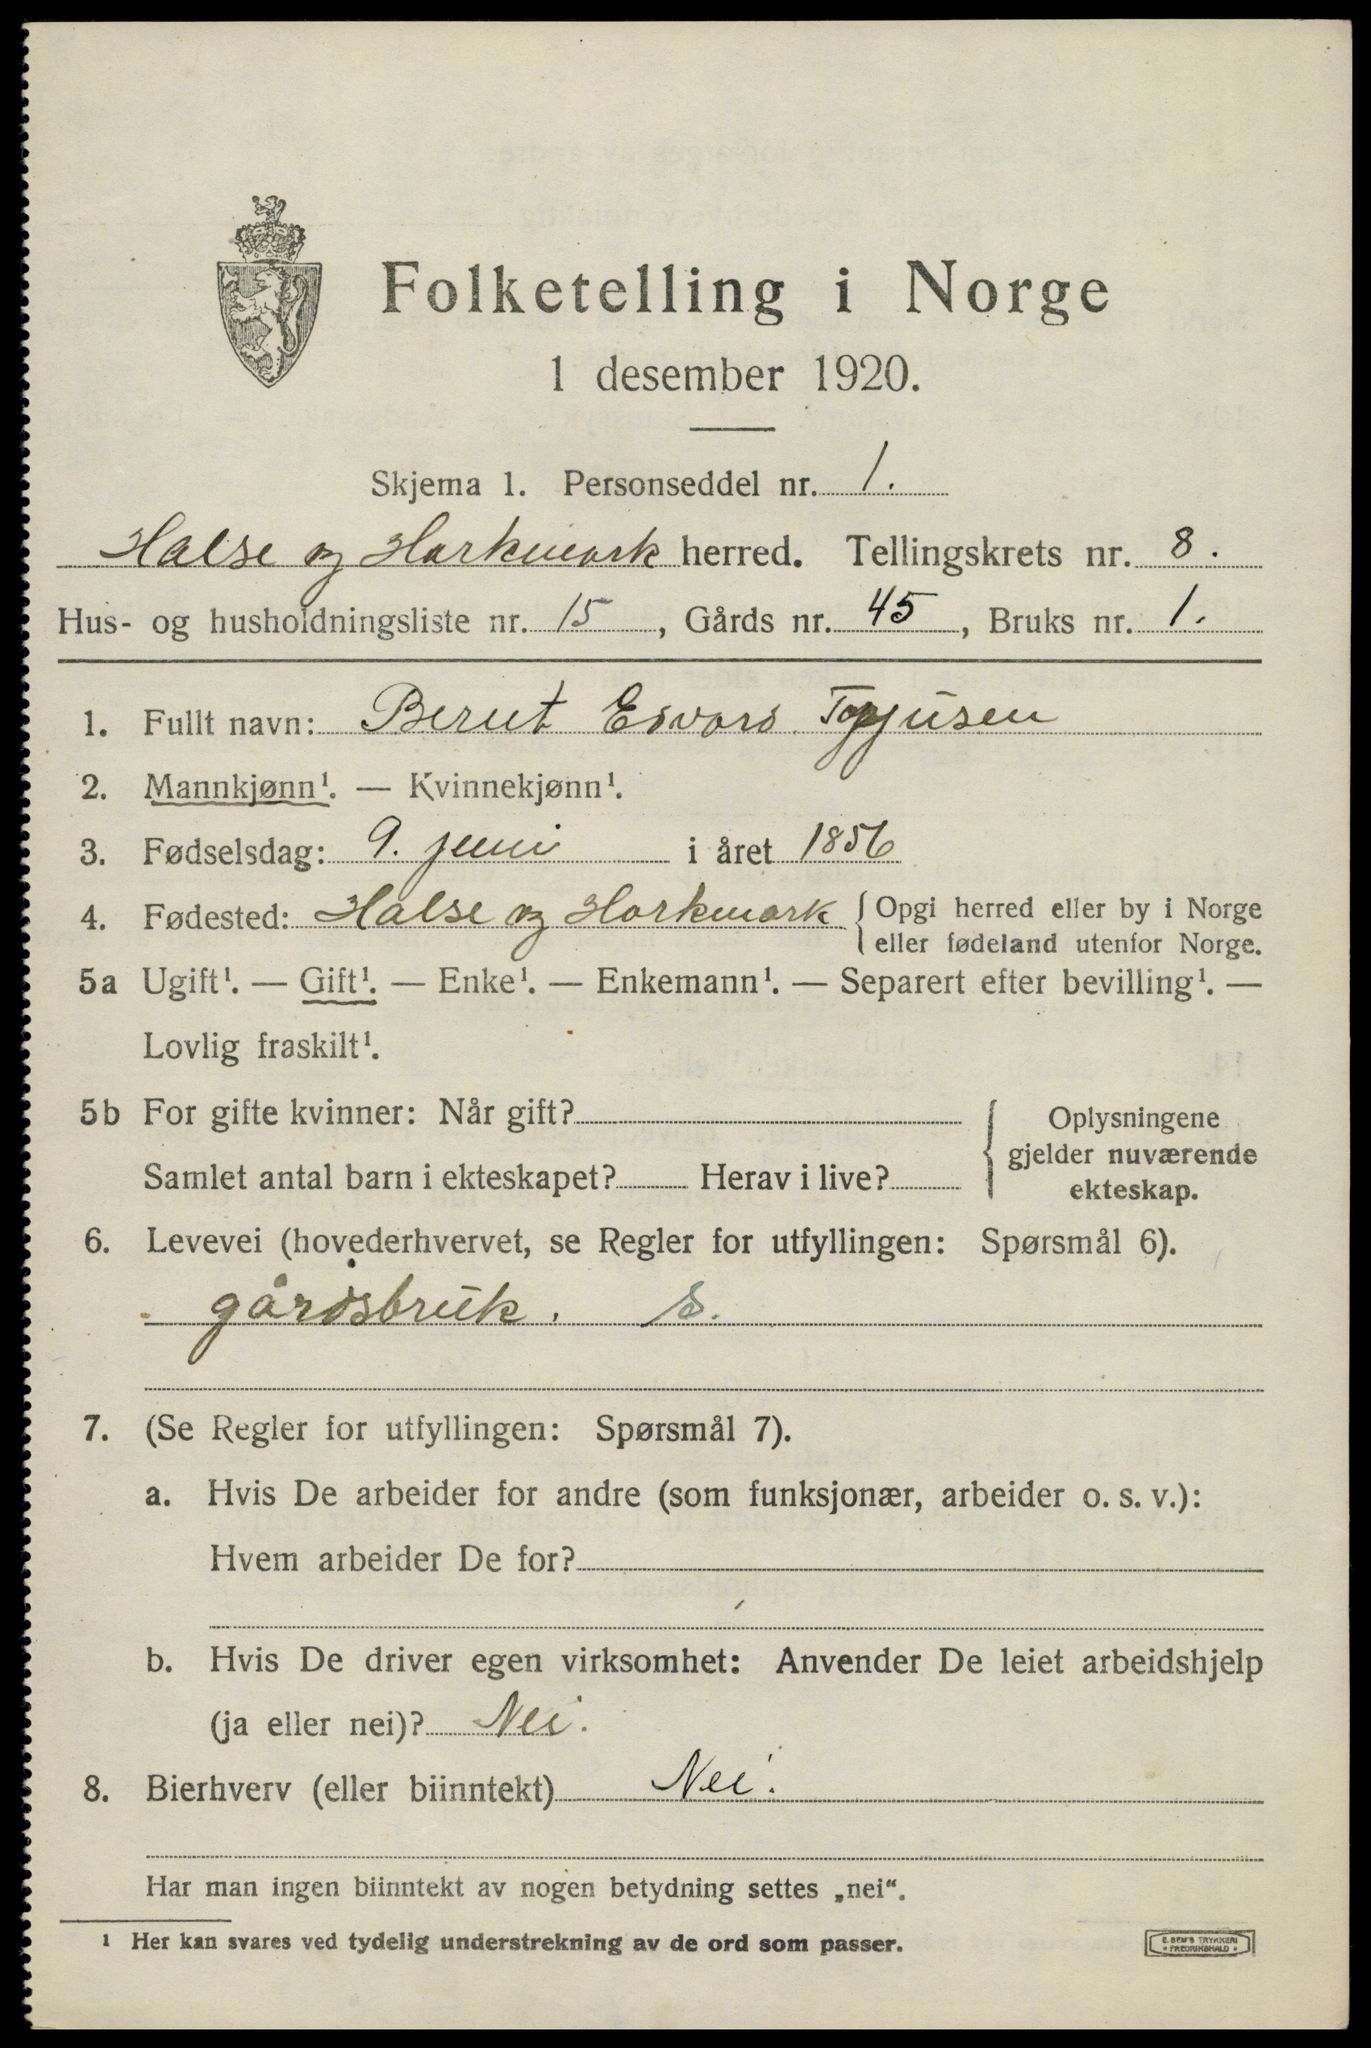 Folketelling i Norge
1 desember 1920.
Skjema 1. Personseddel nr. 1.
Halse og Harkmark herred. Tellingskrets nr. 8.
Hus- og husholdningsliste nr. 15, Gårds nr. 45, Bruks nr. 1.
1. Fullt navn: Bernt Edvard Torjusen
2. Mannkjønn¹. — Kvinnekjønn¹.
3. Fødselsdag: 9. juni i året 1856
4. Fødested: Halse og Harkmark { Opgi herred eller by i Norge
eller fødeland utenfor Norge.
5a Ugift¹. — Gift¹. — Enke¹. — Enkemann¹. — Separert efter bevilling¹. —
Lovlig fraskilt¹.
5b For gifte kvinner: Når gift?
Samlet antal barn i ekteskapet? Herav i live?
Oplysningene
gjelder nuværende
ekteskap.
6. Levevei (hovederhvervet, se Regler for utfyllingen: Spørsmål 6).
gårdsbruk. S.
7. (Se Regler for utfyllingen: Spørsmål 7).
a. Hvis De arbeider for andre (som funksjonær, arbeider o. s. v.):
Hvem arbeider De for?
b. Hvis De driver egen virksomhet: Anvender De leiet arbeidshjelp
(ja eller nei)? Nei.
8. Bierhverv (eller biinntekt) Nei.
Har man ingen biinntekt av nogen betydning settes „nei“.
¹ Her kan svares ved tydelig understrekning av de ord som passer.
E. SEM'S TRYKKERI
* FREDRIKSHALD *